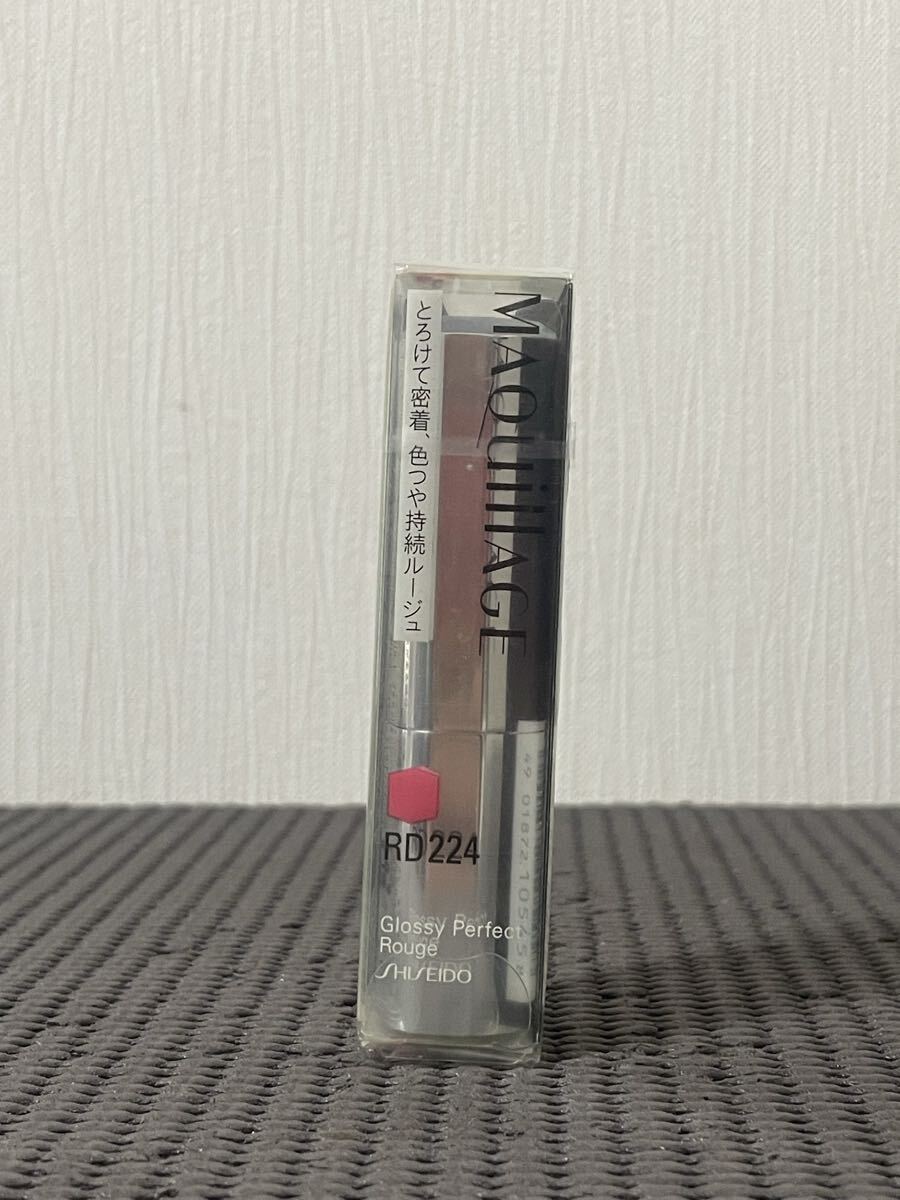 MAQuillAGE
とろけて密着、色つや持続ルージュ
RD224
Glossy Perfect
Rouge
SHISEIDO